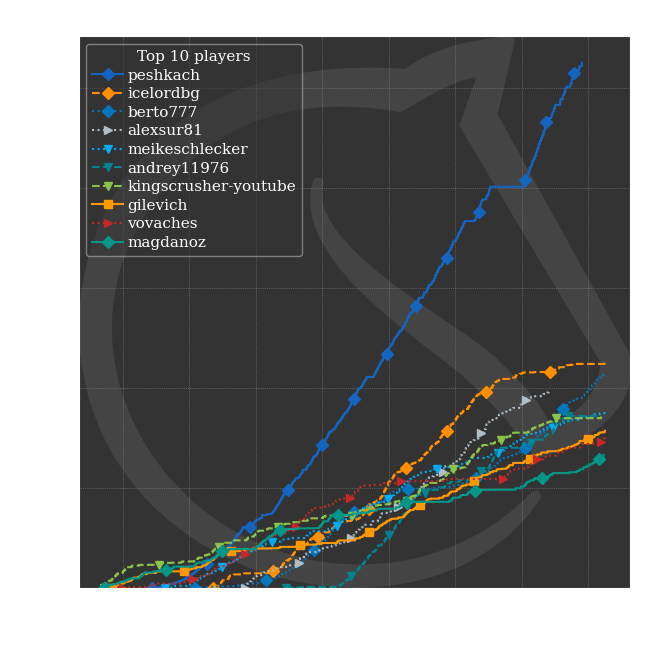 Top 10 players
peshkach
icelordbg
berto777
alexsur81
meikeschlecker
andrey11976
kingscrusher-youtube
gilevich
vovaches
magdanoz